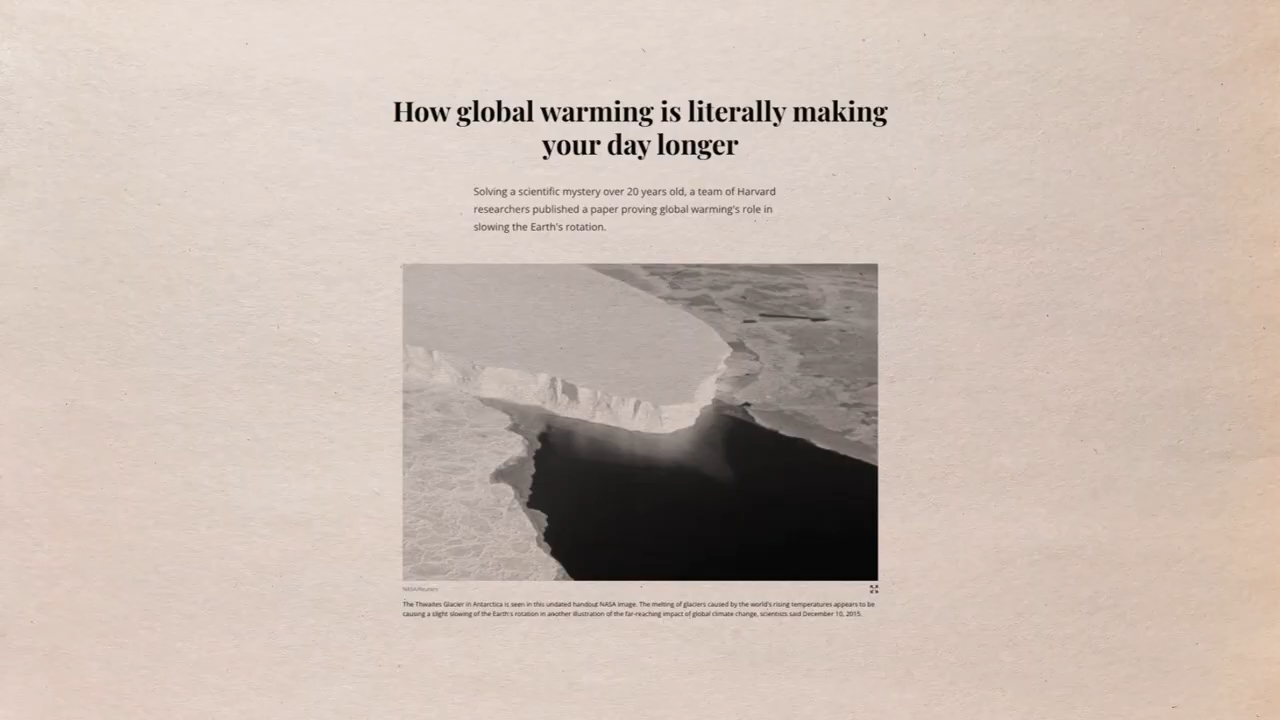 How global warming is literally making
your day longer
Solving a scientific mystery over 20 years old, a team of Harvard
researchers published a paper proving global warming's role in
slowing the Earth's rotation.
NASA/Reuters
The Thwaites Glacier in Antarctica is seen in this undated handout NASA image. The melting of glaciers caused by the world's rising temperatures appears to be
causing a slight slowing of the Earth's rotation in another illustration of the far-reaching impact of global climate change, scientists said December 10, 2015.